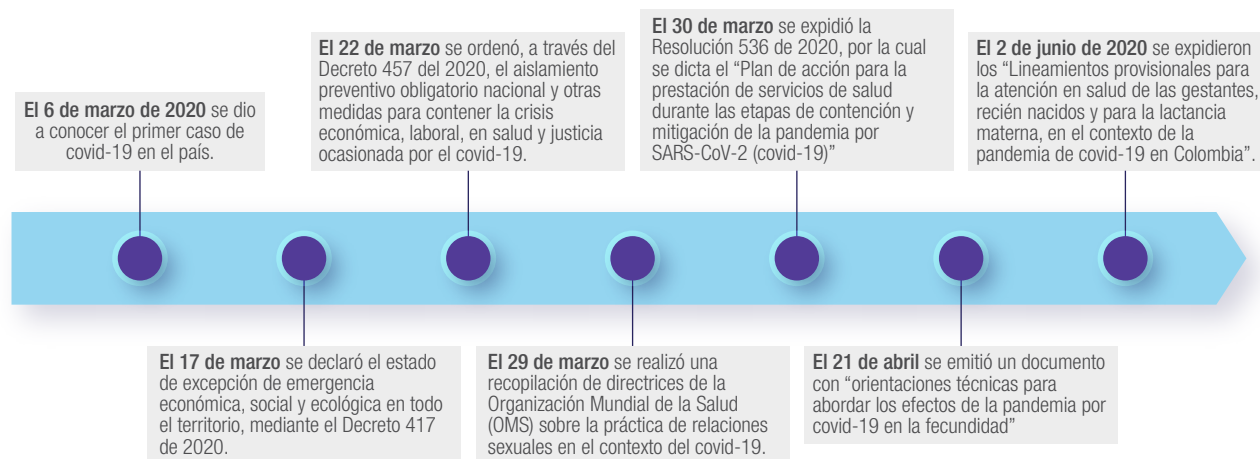 El 6 de marzo de 2020 se dio
a conocer el primer caso de
covid-19 en el país.
El 17 de marzo se declaró el estado
de excepción de emergencia
económica, social y ecológica en todo
el territorio, mediante el Decreto 417
de 2020.
El 22 de marzo se ordenó, a través del
Decreto 457 del 2020, el aislamiento
preventivo obligatorio nacional y otras
medidas para contener la crisis
económica, laboral, en salud y justicia
ocasionada por el covid-19.
El 29 de marzo se realizó una
recopilación de directrices de la
Organización Mundial de la Salud
(OMS) sobre la práctica de relaciones
sexuales en el contexto del covid-19.
El 30 de marzo se expidió la
Resolución 536 de 2020, por la cual
se dicta el “Plan de acción para la
prestación de servicios de salud
durante las etapas de contención y
mitigación de la pandemia por
SARS-CoV-2 (covid-19)”
El 21 de abril se emitió un documento
con “orientaciones técnicas para
abordar los efectos de la pandemia por
covid-19 en la fecundidad”
El 2 de junio de 2020 se expidieron
los “Lineamientos provisionales para
la atención en salud de las gestantes,
recién nacidos y para la lactancia
materna, en el contexto de la
pandemia de covid-19 en Colombia”.